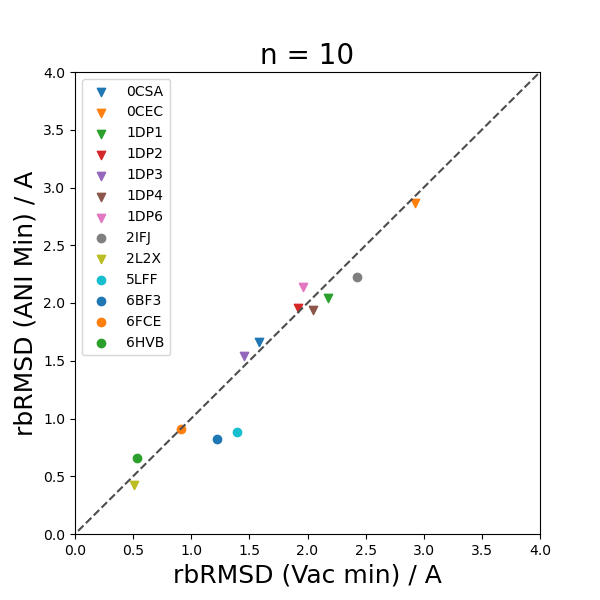 n = 10
4.0
3.5
3.0
2.5
2.0
1.5
1.0
0.5
0.0
rbRMSD (ANI Min) / A
0CSA
0CEC
1DP1
1DP2
1DP3
1DP4
1DP6
2IFJ
2L2X
5LFF
6BF3
6FCE
6HVB
0.0 0.5 1.0 1.5 2.0 2.5 3.0 3.5 4.0
rbRMSD (Vac min) / A